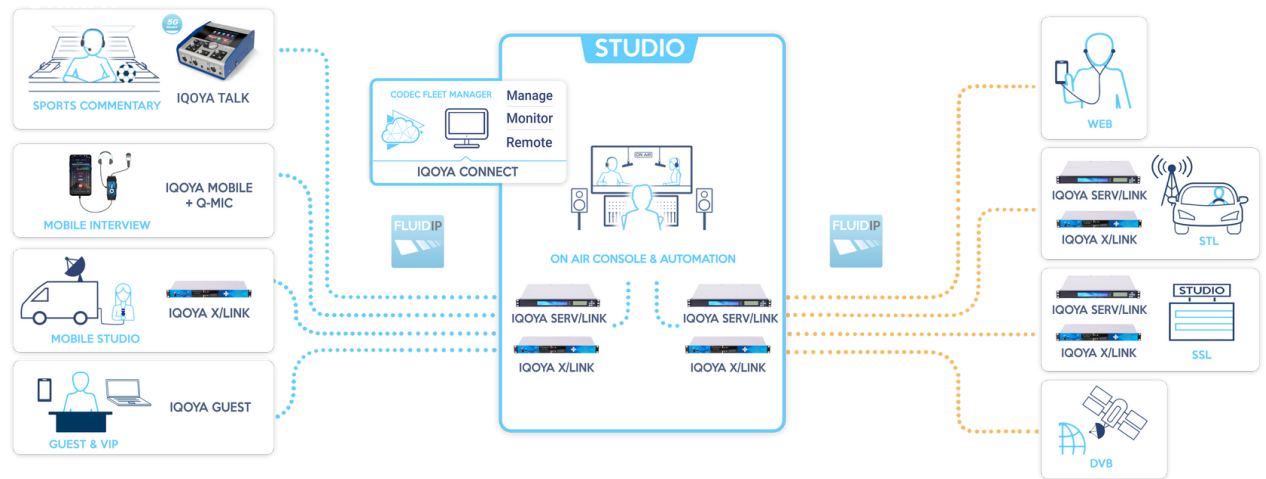 5G
SPORTS COMMENTARY
IQOYA TALK
IQOYA MOBILE
+ Q-MIC
MOBILE INTERVIEW
IQOYA X/LINK
MOBILE STUDIO
IQOYA GUEST
GUEST & VIP
STUDIO
CODEC FLEET MANAGER
Manage
Monitor
Remote
IQOYA CONNECT
FLUIDIP
ON AIR
ON AIR CONSOLE & AUTOMATION
IQOYA SERV/LINK
IQOYA X/LINK
IQOYA SERV/LINK
IQOYA X/LINK
FLUIDIP
WEB
IQOYA SERV/LINK
IQOYA X/LINK
STL
IQOYA SERV/LINK
IQOYA X/LINK
STUDIO
SSL
DVB